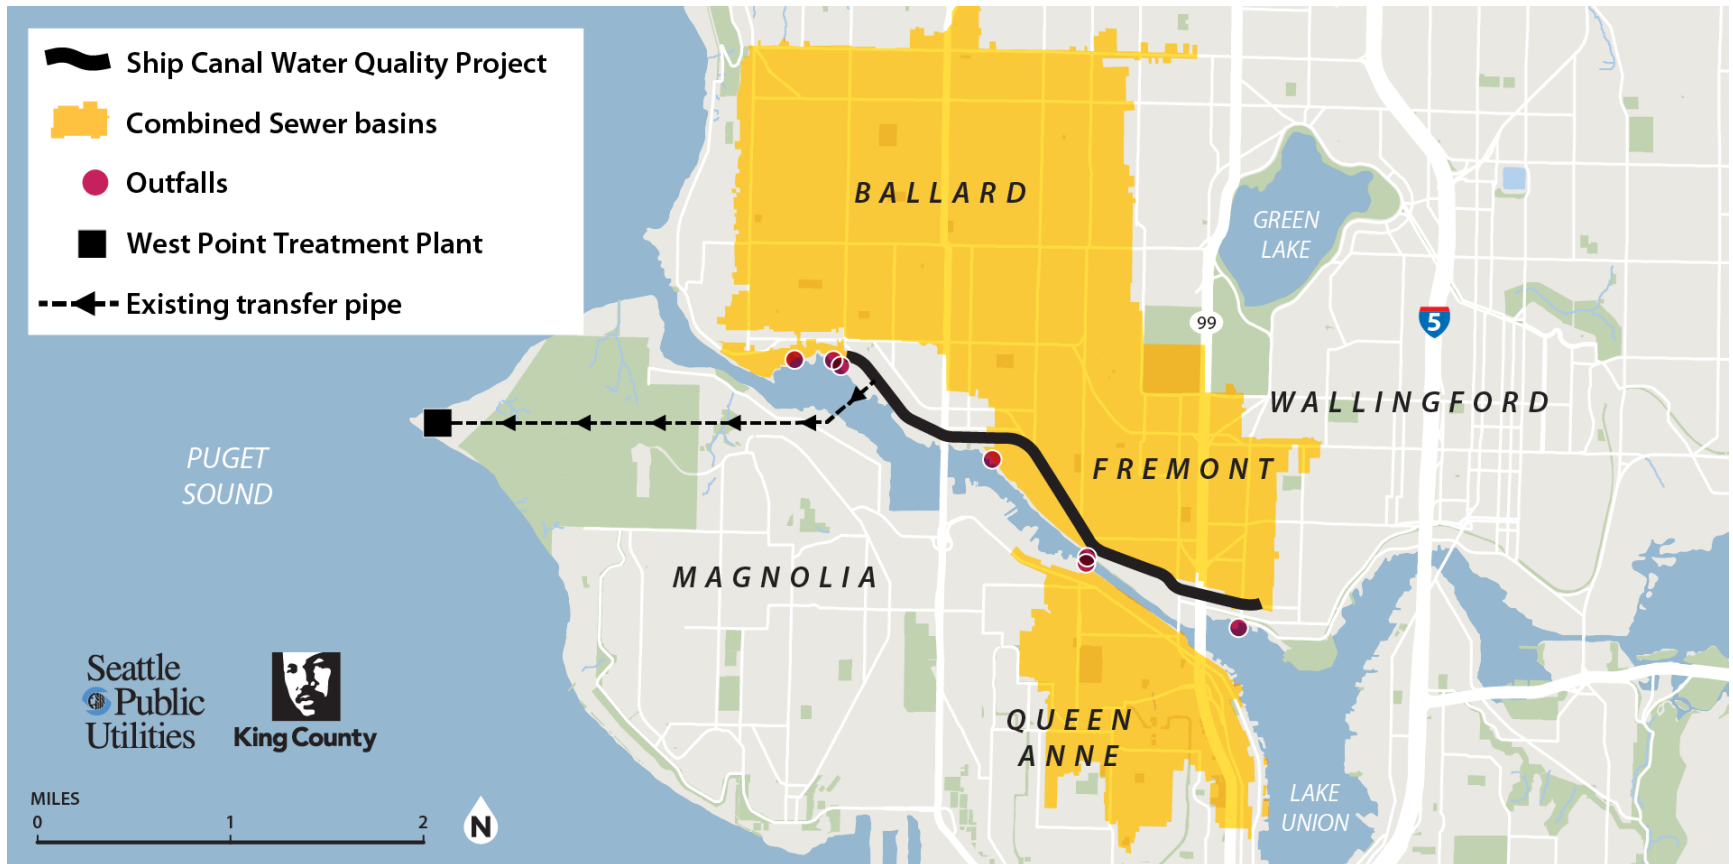 Ship Canal Water Quality Project
Combined Sewer basins
Outfalls
West Point Treatment Plant
Existing transfer pipe
BALLARD
GREEN
LAKE
99
5
WALLINGFORD
FREMONT
PUGET
SOUND
MAGNOLIA
QUEEN
ANNE
LAKE
UNION
Seattle
Public
Utilities
King County
MILES
0 1 2
N